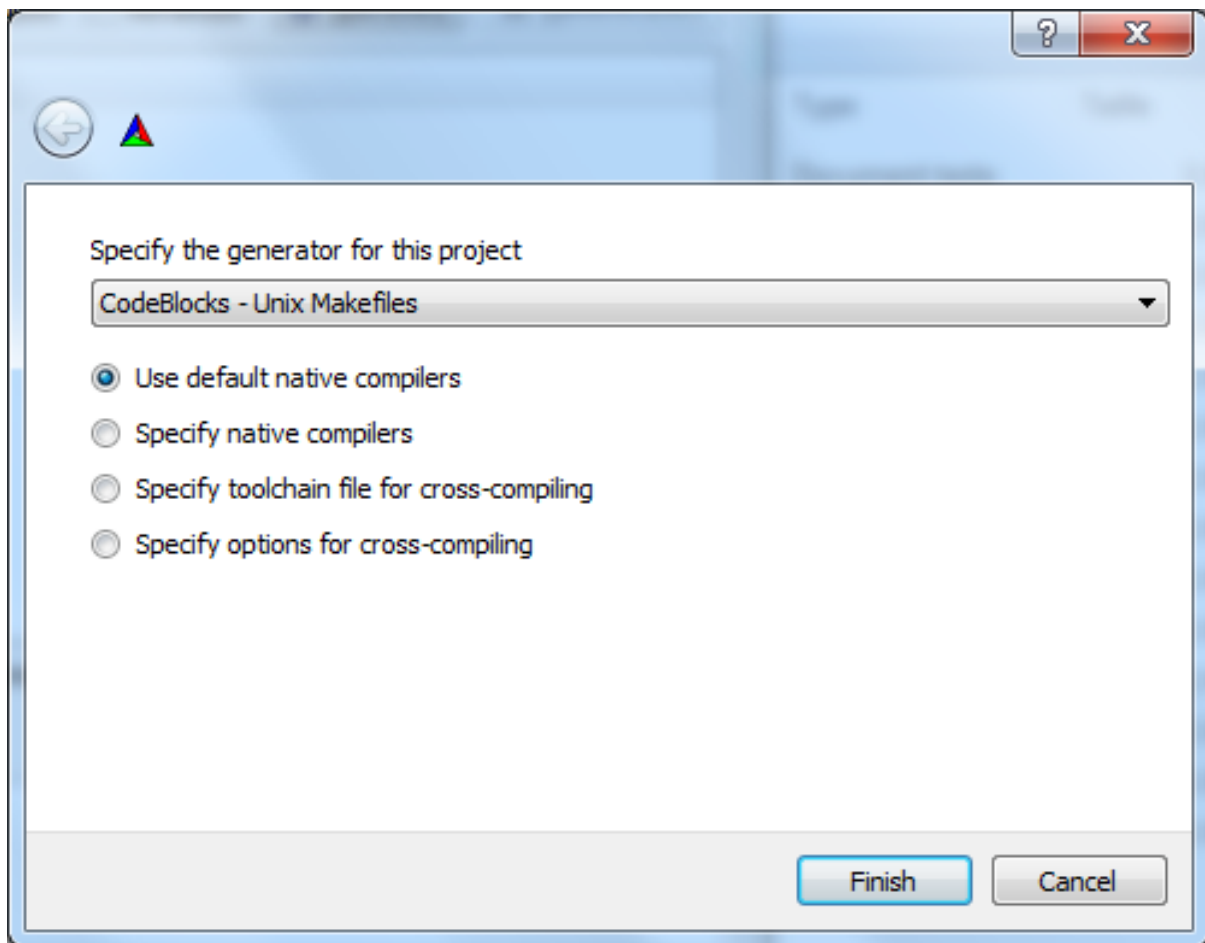 Specify the generator for this project
CodeBlocks - Unix Makefiles
Use default native compilers
Specify native compilers
Specify toolchain file for cross-compiling
Specify options for cross-compiling
Finish
Cancel